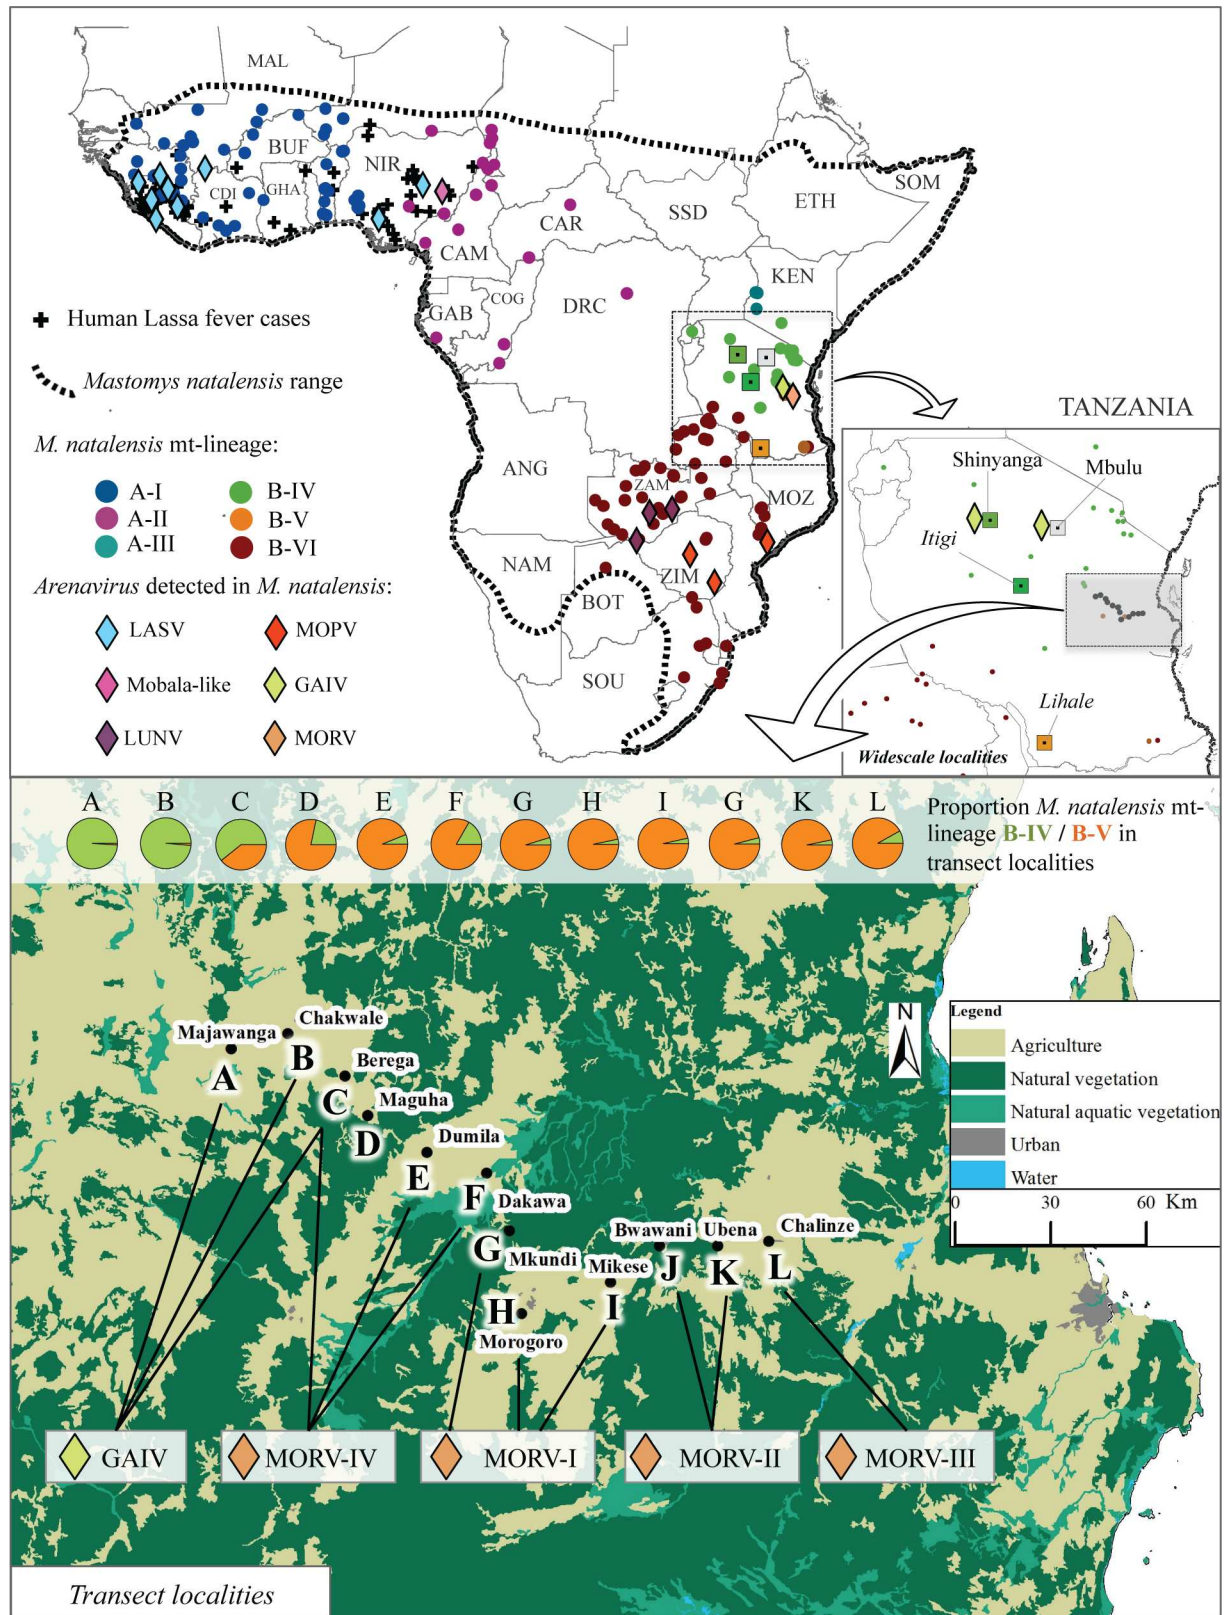 MAL
BUF
NIR
CDI
GHA
SOM
ETH
SSD
CAR
CAM
KEN
COG
DRC
GAB
Human Lassa fever cases
Mastomys natalensis range
M. natalensis mt-lineage:
A-I
B-IV
A-II
B-V
A-III
B-VI
Arenavirus detected in M. natalensis:
LASV
MOPV
Mobala-like
GAIV
LUNV
MORV
ANG
ZAM
MOZ
NAM
ZIM
BOT
SOU
TANZANIA
Shinyanga
Mbulu
Itigi
Lihale
Widescale localities
A B C D E F G H I G K L
Proportion M. natalensis mt-
lineage B-IV / B-V in
transect localities
Majawanga
Chakwale
A
B
Berega
C
Maguha
D
Dumila
E
F
Dakawa
G
Mkundi
H
Morogoro
Mikese
I
Bwawani
J
Ubena
K
Chalinze
L
N
Legend
Agriculture
Natural vegetation
Natural aquatic vegetation
Urban
Water
0 30 60 Km
GAIV
MORV-IV
MORV-I
MORV-II
MORV-III
Transect localities